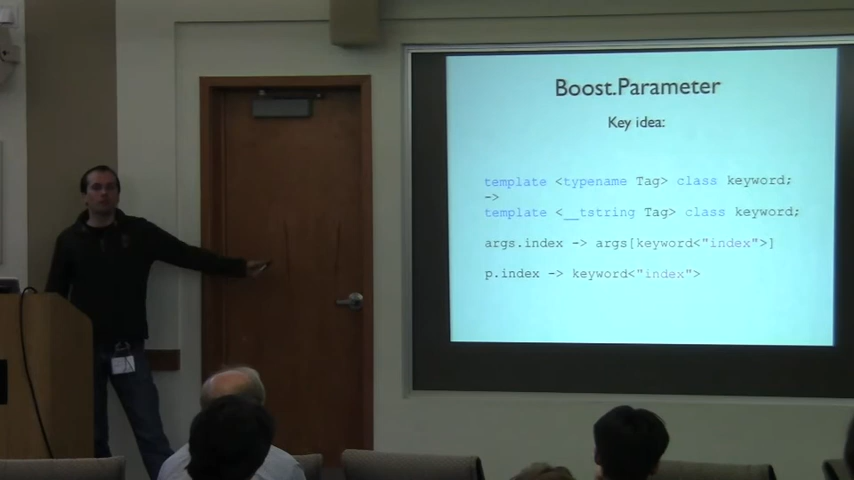 Boost.Parameter
Key idea:
template <typename Tag> class keyword;
->
template <__tstring Tag> class keyword;
args.index -> args[keyword<"index">]
p.index -> keyword<"index">